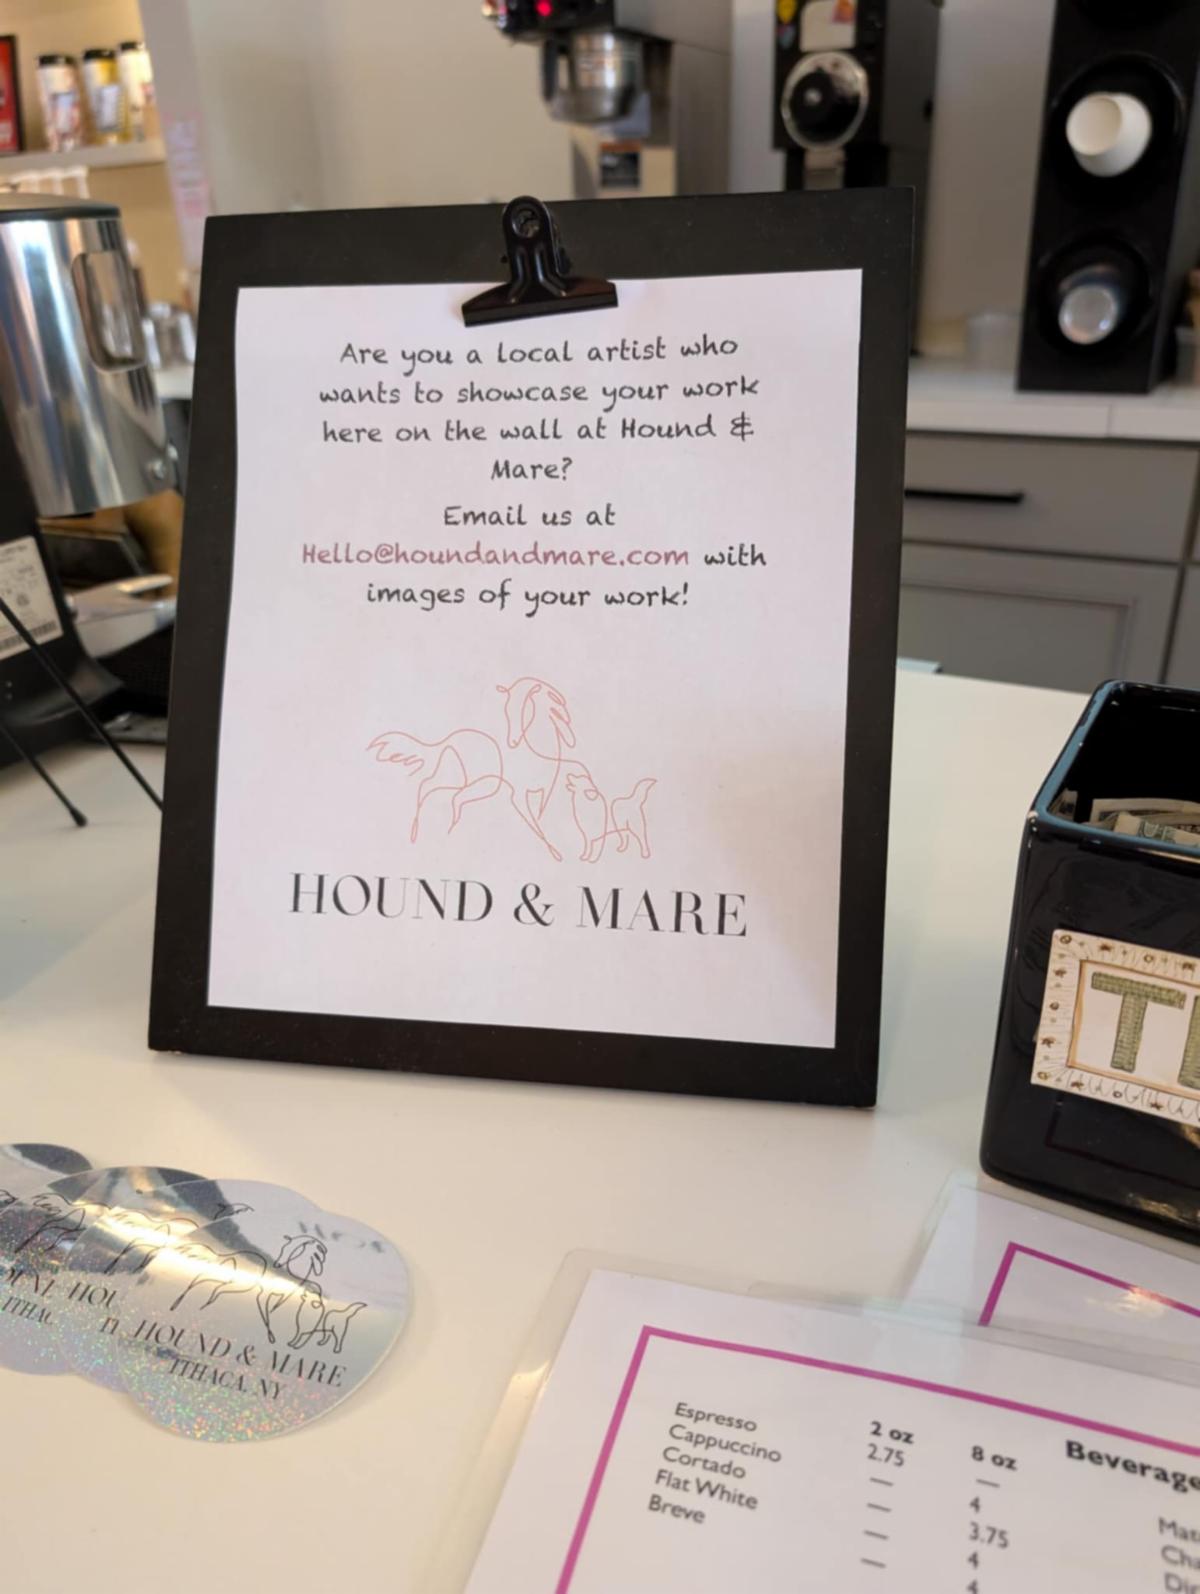 Are you a local artist who
wants to showcase your work
here on the wall at Hound &
Mare?
Email us at
Hello@houndandmare.com with
images of your work!
HOUND & MARE
HOUND & MARE
ITHACA, NY
Beverage
2 oz
8 oz
Espresso
2.75
—
Cappuccino
—
4
Cortado
—
3.75
Flat White
—
4
Breve
—
4